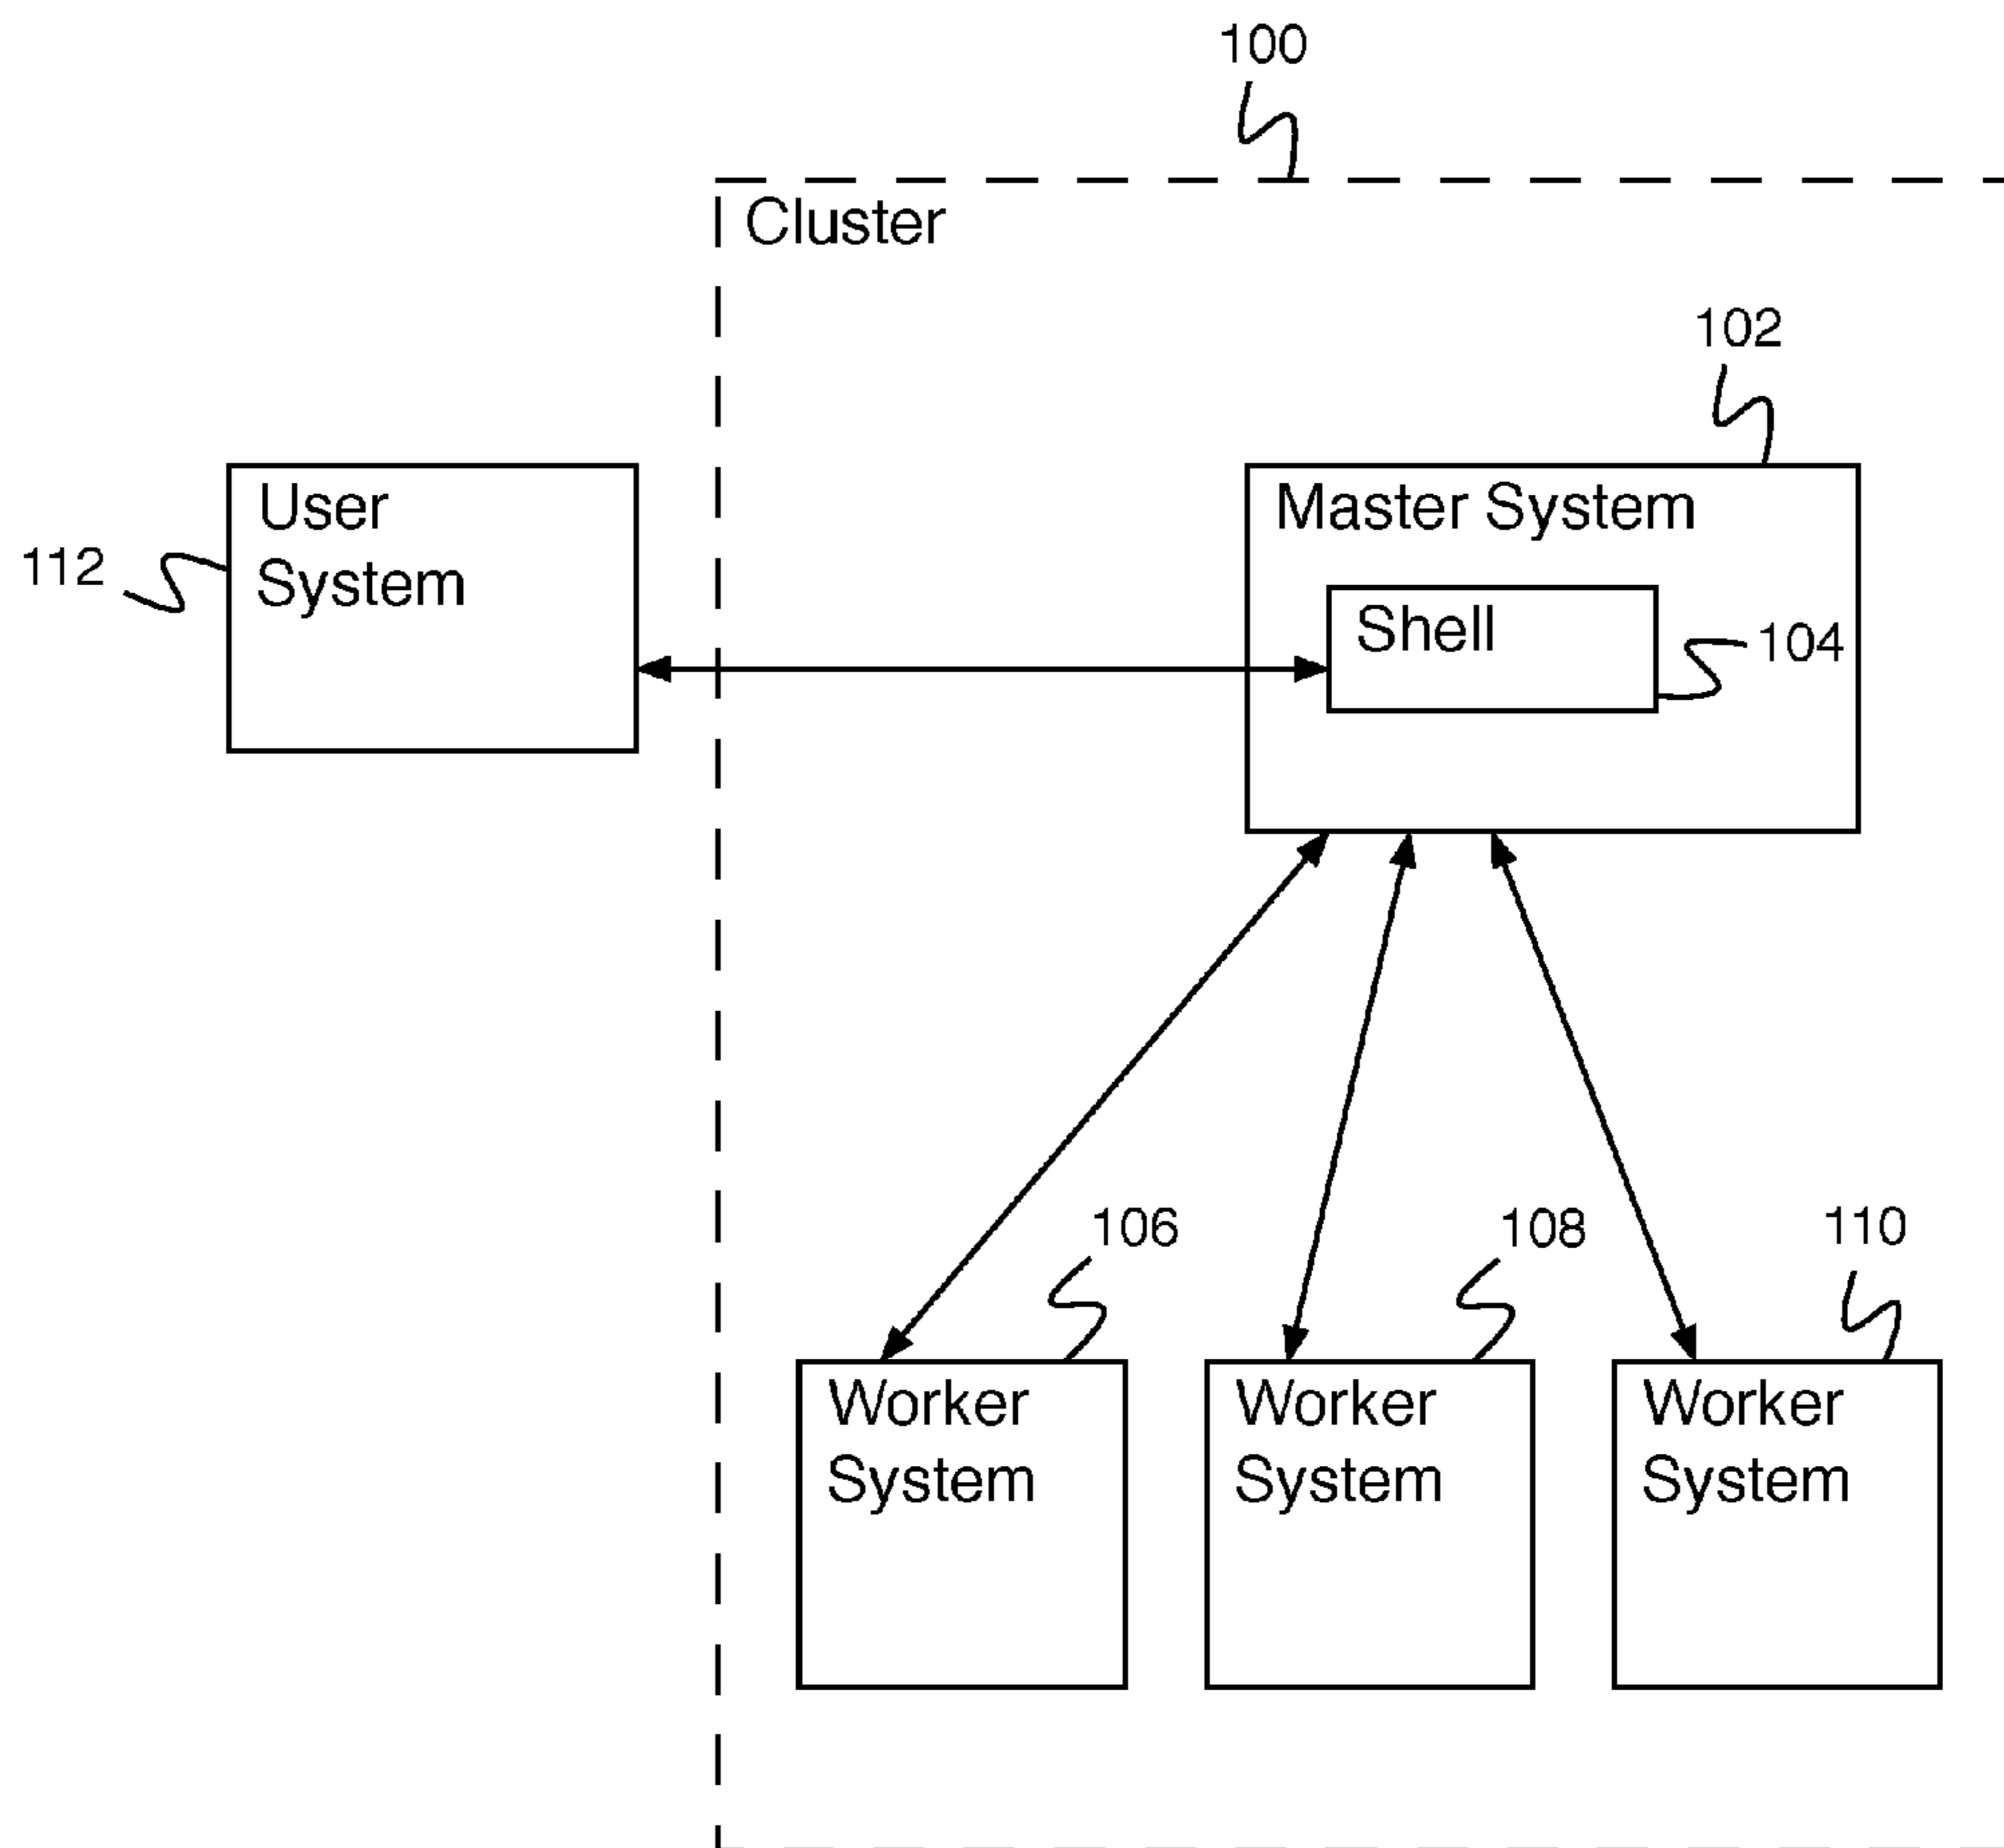 100
Cluster
102
User
System
Master System
112
Shell
104
106
108
110
Worker
System
Worker
System
Worker
System